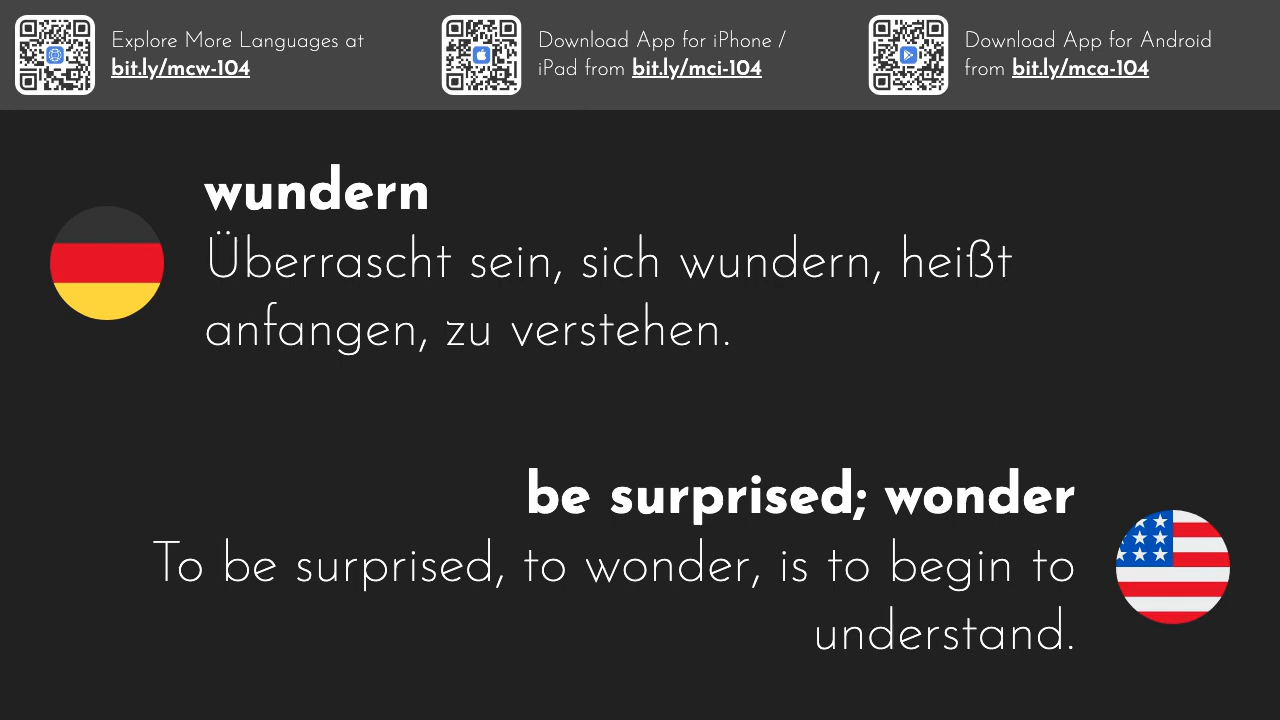 Explore More Languages at
bit.ly/mcw-104
Download App for iPhone /
iPad from bit.ly/mci-104
Download App for Android
from bit.ly/mca-104
wundern
Überrascht sein, sich wundern, heißt
anfangen, zu verstehen.
be surprised; wonder
To be surprised, to wonder, is to begin to
understand.